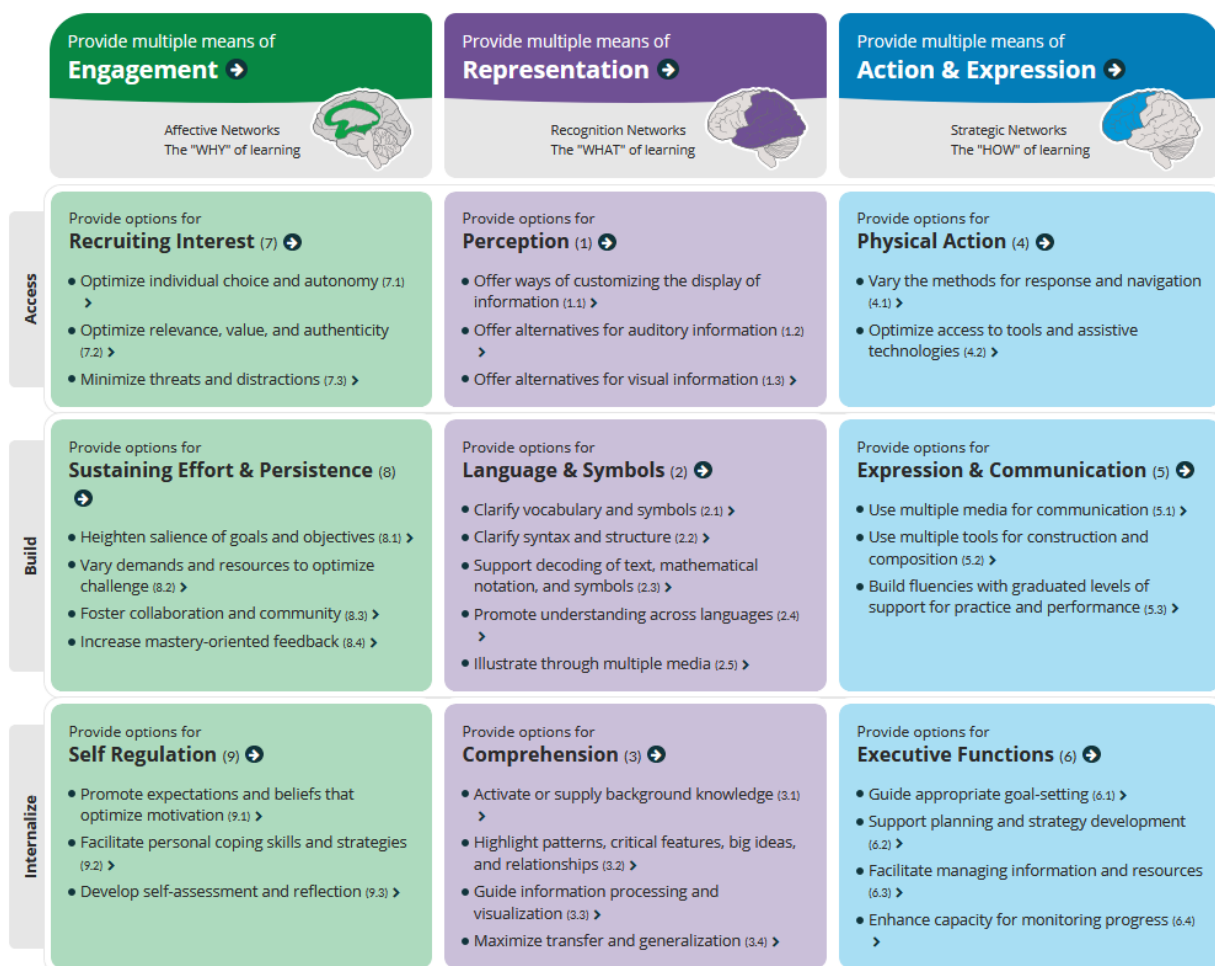 Provide multiple means of
Engagement
Affective Networks
The "WHY" of learning
Provide multiple means of
Representation
Recognition Networks
The "WHAT" of learning
Provide multiple means of
Action & Expression
Strategic Networks
The "HOW" of learning
Access
Provide options for
Recruiting Interest (7)
• Optimize individual choice and autonomy (7.1)
• Optimize relevance, value, and authenticity
(7.2)
• Minimize threats and distractions (7.3)
Provide options for
Perception (1)
• Offer ways of customizing the display of
information (1.1)
• Offer alternatives for auditory information (1.2)
• Offer alternatives for visual information (1.3)
Provide options for
Physical Action (4)
• Vary the methods for response and navigation
(4.1)
• Optimize access to tools and assistive
technologies (4.2)
Build
Provide options for
Sustaining Effort & Persistence (8)
• Heighten salience of goals and objectives (8.1)
• Vary demands and resources to optimize
challenge (8.2)
• Foster collaboration and community (8.3)
• Increase mastery-oriented feedback (8.4)
Provide options for
Language & Symbols (2)
• Clarify vocabulary and symbols (2.1)
• Clarify syntax and structure (2.2)
• Support decoding of text, mathematical
notation, and symbols (2.3)
• Promote understanding across languages (2.4)
• Illustrate through multiple media (2.5)
Provide options for
Expression & Communication (5)
• Use multiple media for communication (5.1)
• Use multiple tools for construction and
composition (5.2)
• Build fluencies with graduated levels of
support for practice and performance (5.3)
Internalize
Provide options for
Self Regulation (9)
• Promote expectations and beliefs that
optimize motivation (9.1)
• Facilitate personal coping skills and strategies
(9.2)
• Develop self-assessment and reflection (9.3)
Provide options for
Comprehension (3)
• Activate or supply background knowledge (3.1)
• Highlight patterns, critical features, big ideas,
and relationships (3.2)
• Guide information processing and
visualization (3.3)
• Maximize transfer and generalization (3.4)
Provide options for
Executive Functions (6)
• Guide appropriate goal-setting (6.1)
• Support planning and strategy development
(6.2)
• Facilitate managing information and resources
(6.3)
• Enhance capacity for monitoring progress (6.4)